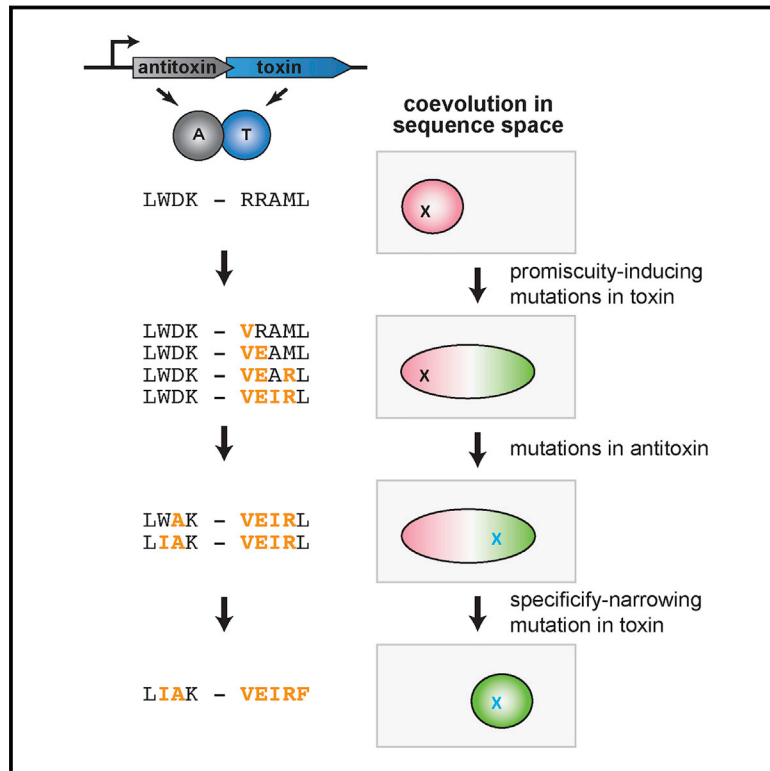 antitoxin toxin
A T
coevolution in
sequence space
LWDK – RRAML
X
promiscuity-inducing
mutations in toxin
LWDK – VRAML
LWDK – VEAML
LWDK – VEARL
LWDK – VEIRL
X
mutations in antitoxin
LWAK – VEIRL
LIAK – VEIRL
X
specificify-narrowing
mutation in toxin
LIAK – VEIRF
X